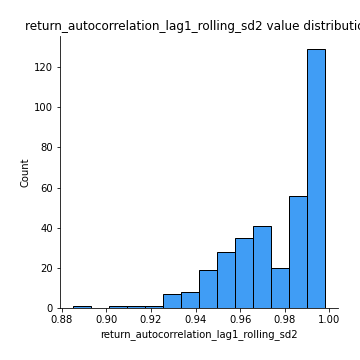 return_autocorrelation_lag1_rolling_sd2 value distributio
120
100
80
60
40
20
0
Count
0.88 0.90 0.92 0.94 0.96 0.98 1.00
return_autocorrelation_lag1_rolling_sd2